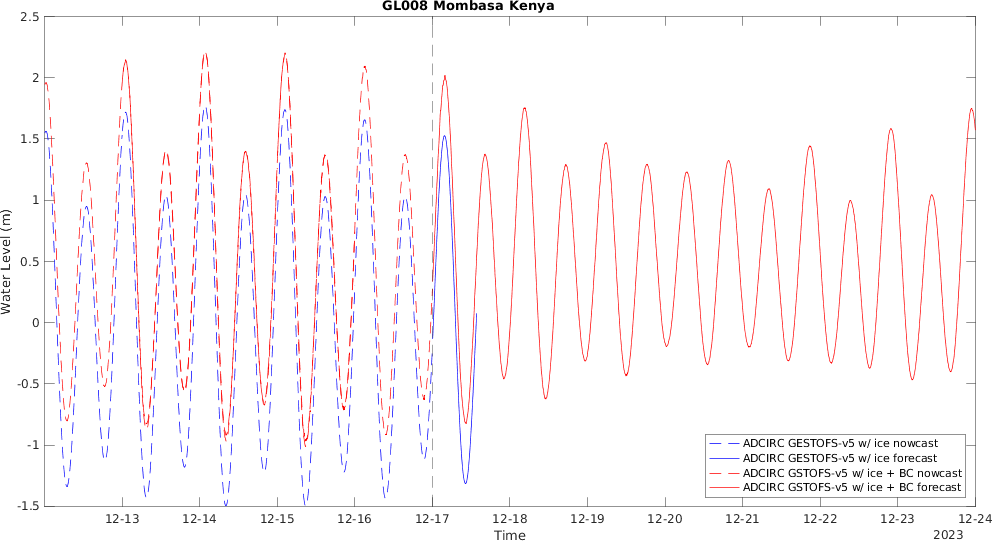 GL008 Mombasa Kenya
2.5
2
1.5
1
0.5
0
-0.5
-1
-1.5
Water Level (m)
ADCIRC GESTOFS-v5 w/ ice nowcast
ADCIRC GESTOFS-v5 w/ ice forecast
ADCIRC GSTOFS-v5 w/ ice + BC nowcast
ADCIRC GSTOFS-v5 w/ ice + BC forecast
12-13 12-14 12-15 12-16 12-17 12-18 12-19 12-20 12-21 12-22 12-23 12-24
Time
2023